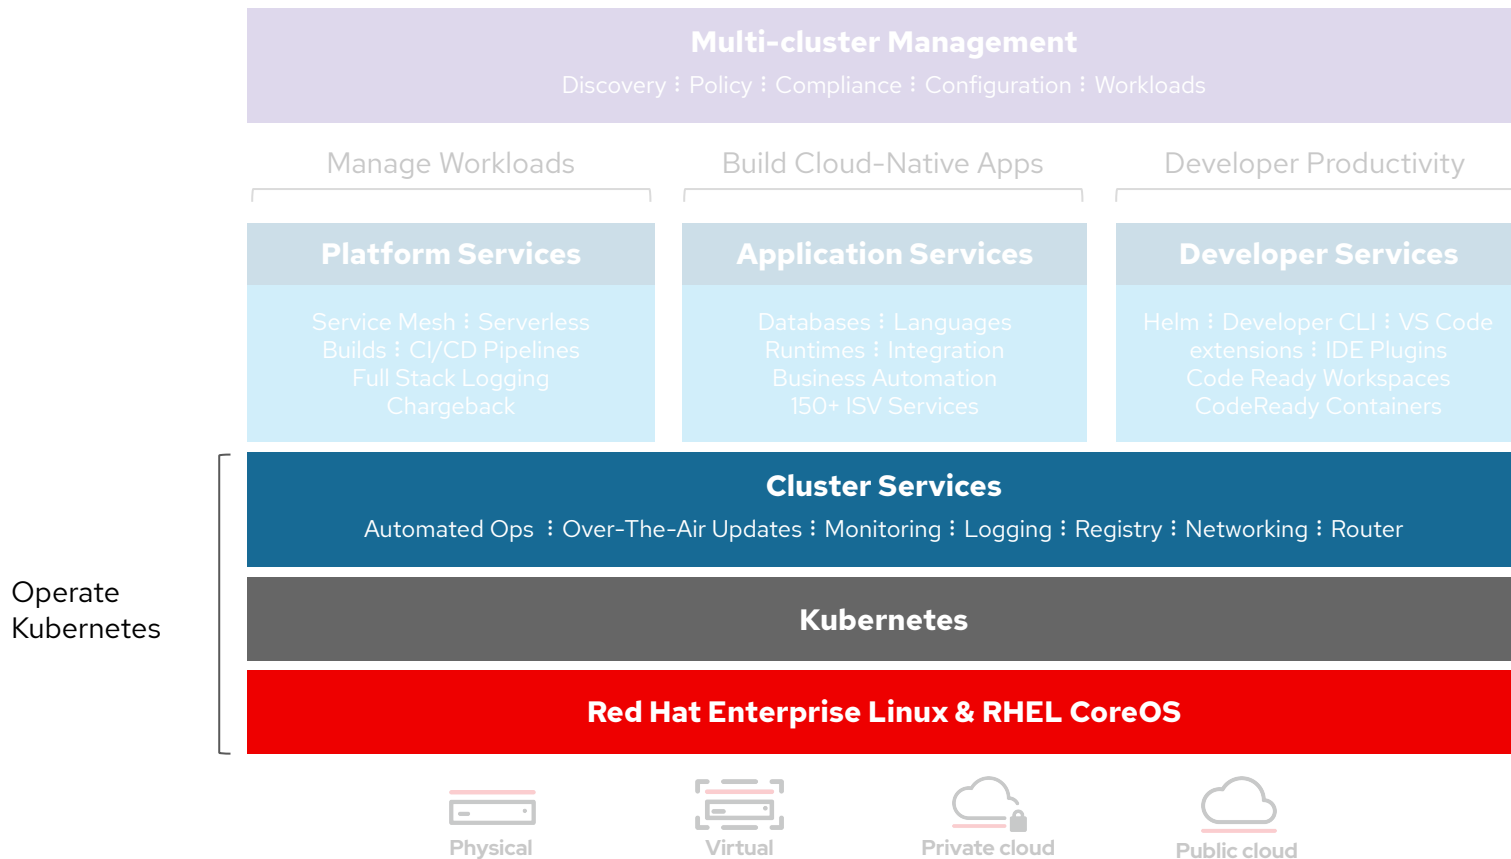 Multi-cluster Management
Discovery ⋮ Policy ⋮ Compliance ⋮ Configuration ⋮ Workloads
Manage Workloads
Build Cloud-Native Apps
Developer Productivity
Platform Services
Service Mesh ⋮ Serverless
Builds ⋮ CI/CD Pipelines
Full Stack Logging
Chargeback
Application Services
Databases ⋮ Languages
Runtimes ⋮ Integration
Business Automation
150+ ISV Services
Developer Services
Helm ⋮ Developer CLI ⋮ VS Code
extensions ⋮ IDE Plugins
Code Ready Workspaces
CodeReady Containers
Operate
Kubernetes
Cluster Services
Automated Ops ⋮ Over-The-Air Updates ⋮ Monitoring ⋮ Logging ⋮ Registry ⋮ Networking ⋮ Router
Kubernetes
Red Hat Enterprise Linux & RHEL CoreOS
Physical
Virtual
Private cloud
Public cloud